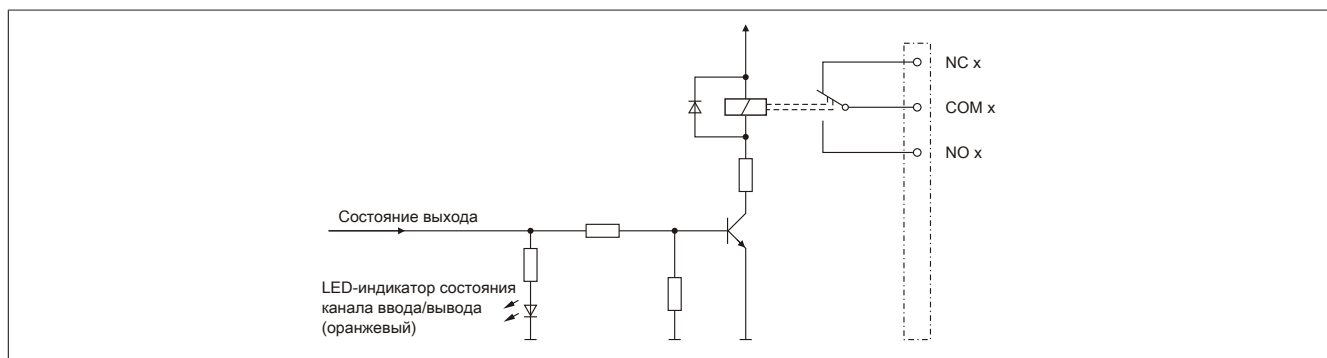 NC x
COM x
NO x
Состояние выхода
LED-индикатор состояния
канала ввода/вывода
(оранжевый)